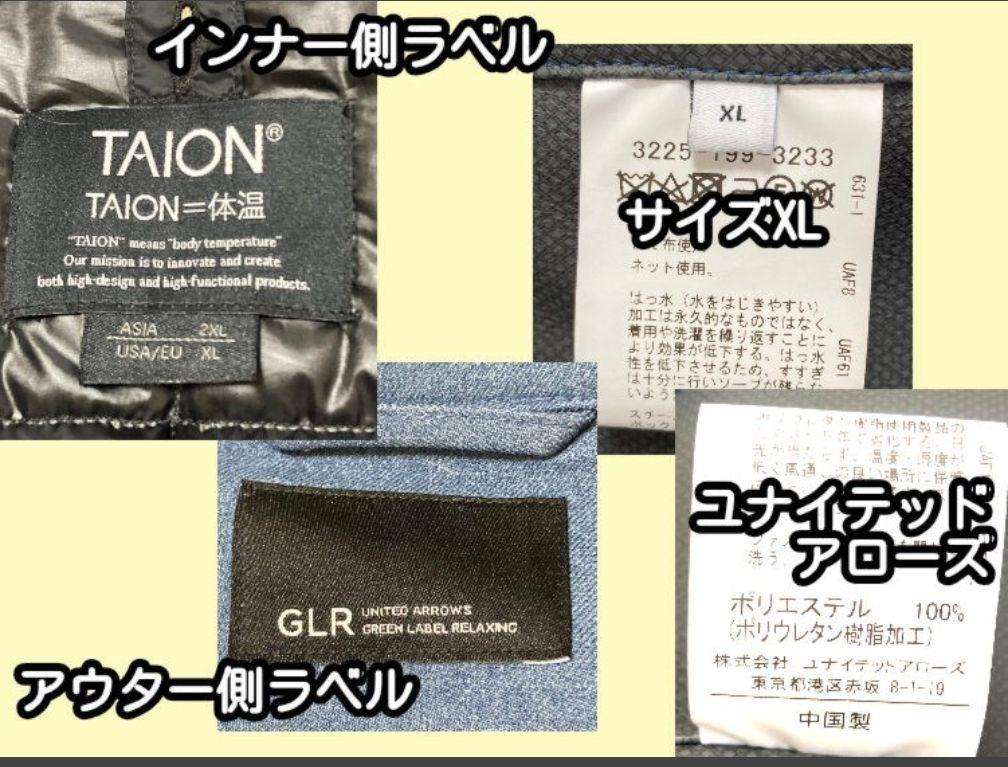 インナー側ラベル
TAION®
TAION=体温
"TAION" means "body temperature"
Our mission is to innovate and create
both high-design and high-functional products.
ASIA 2XL
USA/EU XL
XL
3225-199-3233
631-1
サイズXL
布使
ネット使用。
UAF8
はっ水（水をはじきやすい）
加工は永久的なものではなく、
着用や洗濯を繰り返すことに
より効果が低下する。はっ水
性を低下させるため、すすぎ
は十分に行いソープが残らな
いよう
UAF61
GLR UNITED ARROWS
GREEN LABEL RELAXING
アウター側ラベル
ユナイテッド
アローズ
洗う
ポリエステル 100%
(ポリウレタン樹脂加工)
株式会社 ユナイテッドアローズ
東京都港区赤坂 8-1-19
中国製